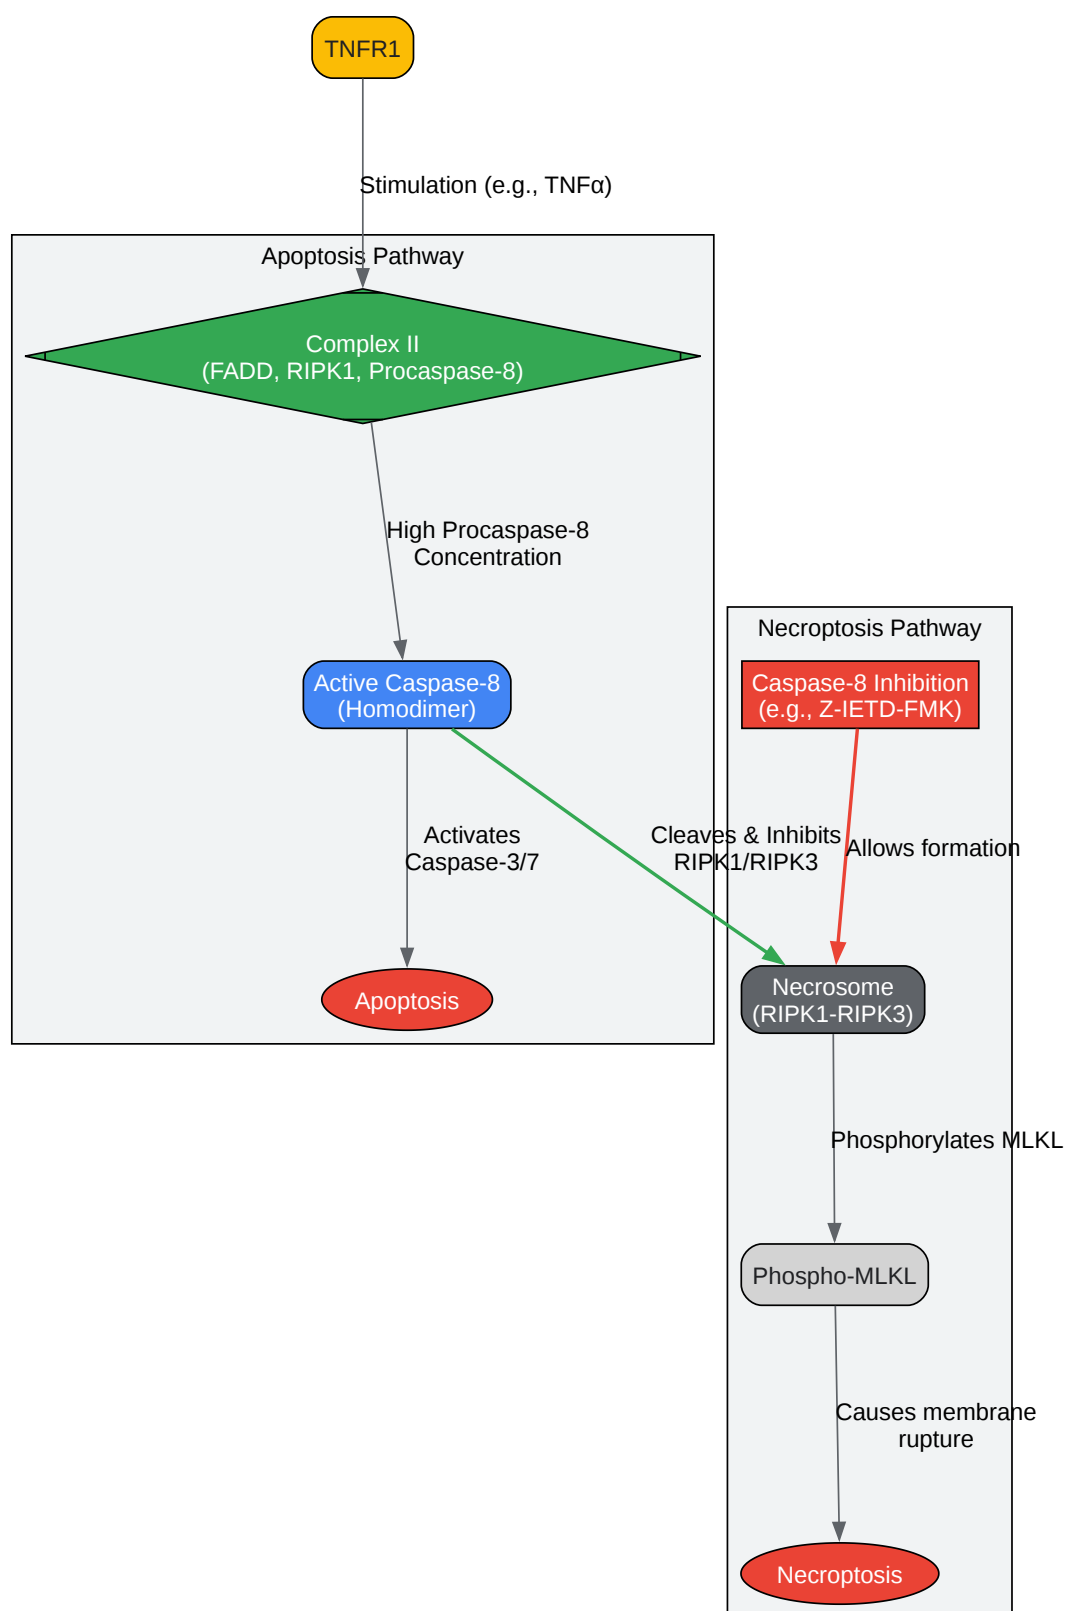 TNFR1
Stimulation (e.g., TNFα)
Apoptosis Pathway
Complex II
(FADD, RIPK1, Procaspase-8)
High Procaspase-8
Concentration
Necroptosis Pathway
Active Caspase-8
(Homodimer)
Caspase-8 Inhibition
(e.g., Z-IETD-FMK)
Activates
Caspase-3/7
Cleaves & Inhibits
RIPK1/RIPK3
Allows formation
Apoptosis
Necrosome
(RIPK1-RIPK3)
Phosphorylates MLKL
Phospho-MLKL
Causes membrane
rupture
Necroptosis